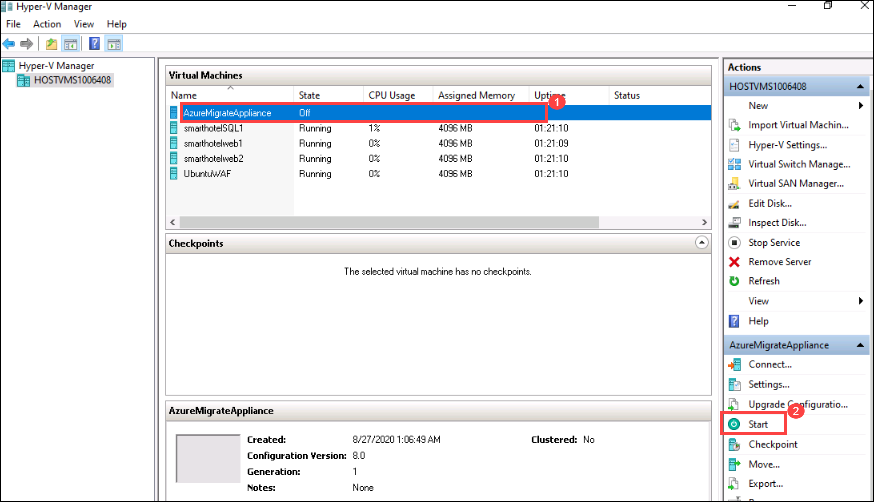 Hyper-V Manager
File Action View Help
Hyper-V Manager
HOSTVMS1006408
Virtual Machines
Name State CPU Usage Assigned Memory Uptime Status
1
AzureMigrateAppliance Off
smarthotelSQL1 Running 1% 4096 MB 01:21:10
smarthotelweb1 Running 0% 4096 MB 01:21:09
smarthotelweb2 Running 0% 4096 MB 01:21:10
UbuntuWAF Running 0% 4096 MB 01:21:10
Checkpoints
The selected virtual machine has no checkpoints.
AzureMigrateAppliance
Created: 8/27/2020 1:06:49 AM Clustered: No
Configuration Version: 8.0
Generation: 1
Notes: None
Actions
HOSTVMS1006408
New
Import Virtual Machin...
Hyper-V Settings...
Virtual Switch Manage...
Virtual SAN Manager...
Edit Disk...
Inspect Disk...
Stop Service
Remove Server
Refresh
View
Help
AzureMigrateAppliance
Connect...
Settings...
Upgrade Configuratio...
2
Start
Checkpoint
Move...
Export...